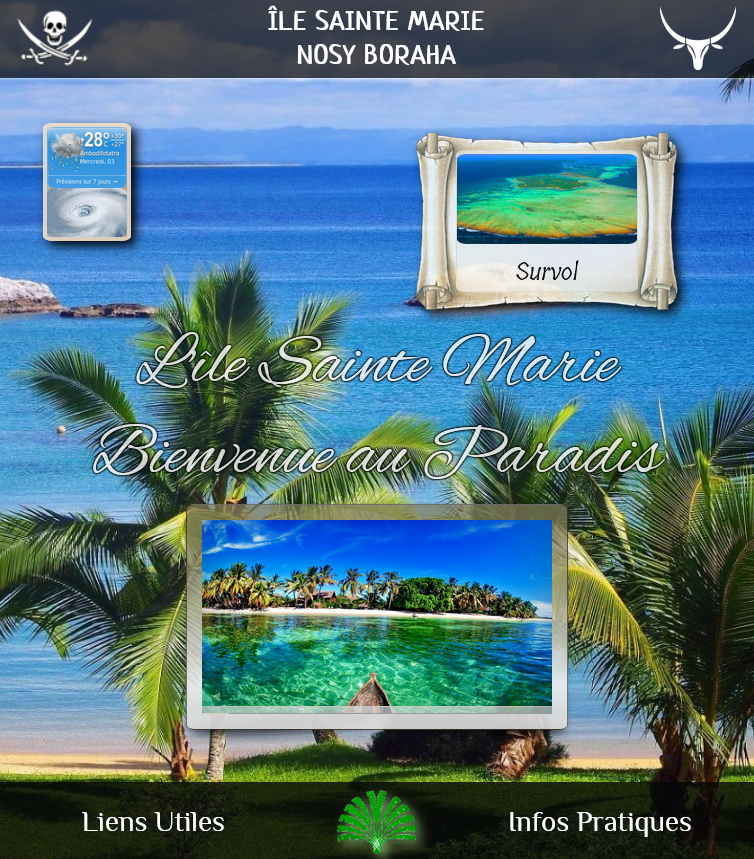 ÎLE SAINTE MARIE
NOSY BORAHA
+28° +30°
C +27°
Ambodifotatra
Mercredi, 03
Prévisions sur 7 jours
Survol
L'île Sainte Marie
Bienvenue au Paradis
Liens Utiles
Infos Pratiques